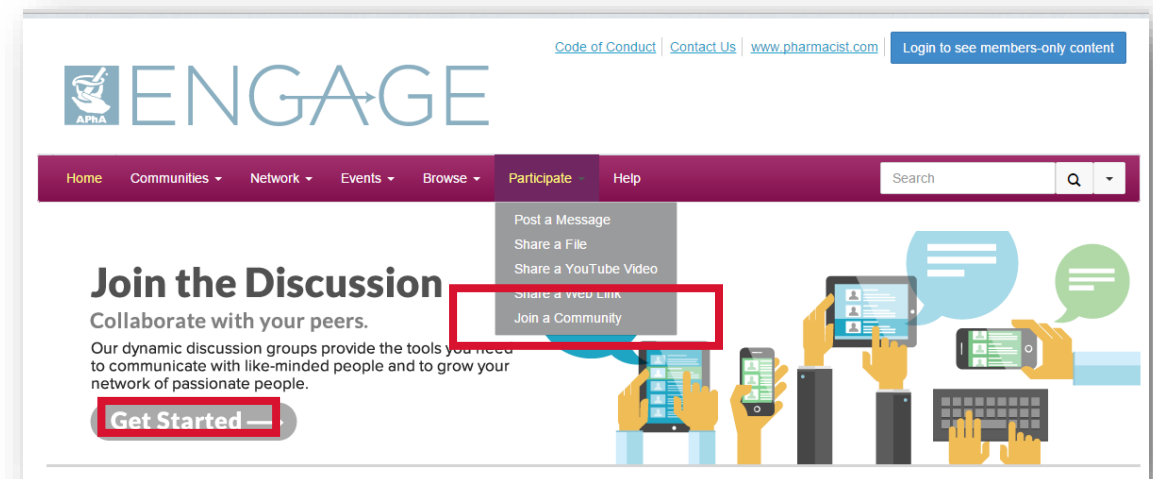 Code of Conduct Contact Us www.pharmacist.com Login to see members-only content
APhA ENGAGE
Home Communities Network Events Browse Participate Help Search
Post a Message
Share a File
Share a YouTube Video
Share a Web Link
Join a Community
Join the Discussion
Collaborate with your peers.
Our dynamic discussion groups provide the tools you need
to communicate with like-minded people and to grow your
network of passionate people.
Get Started